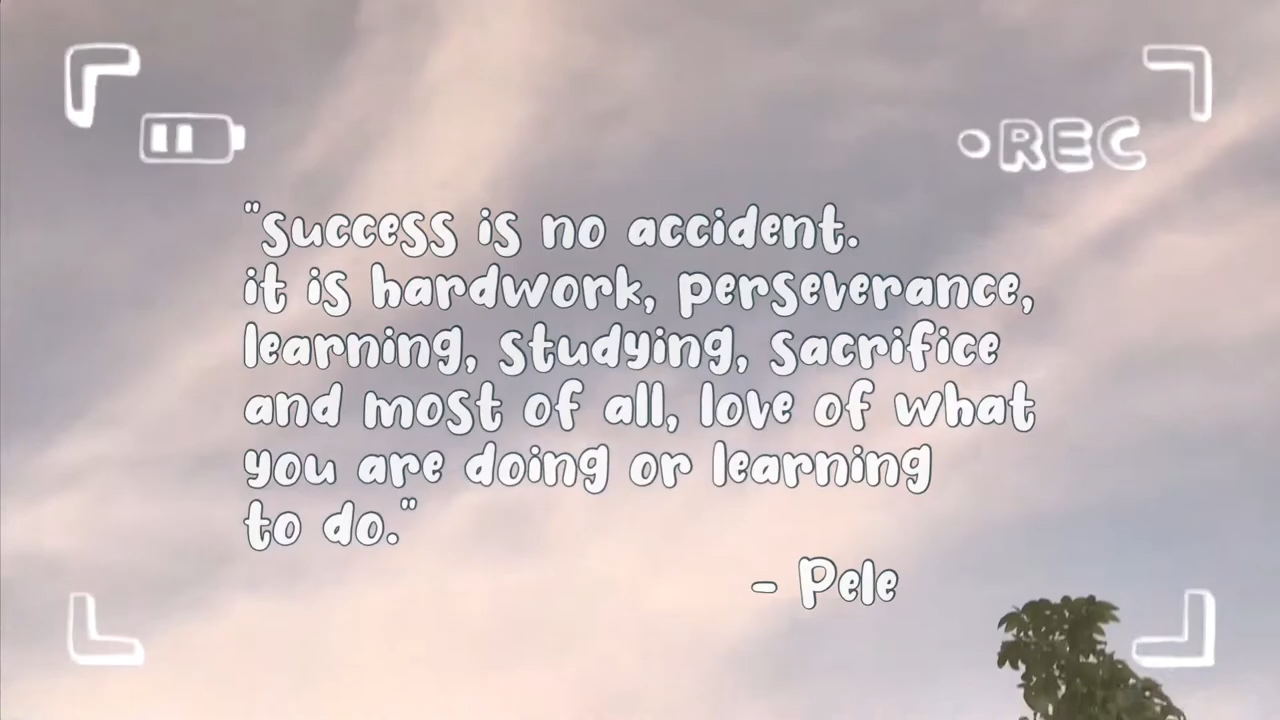 •REC
"Success is no accident.
it is hardwork, perseverance,
learning, studying, sacrifice
and most of all, love of what
you are doing or learning
to do."
- Pele